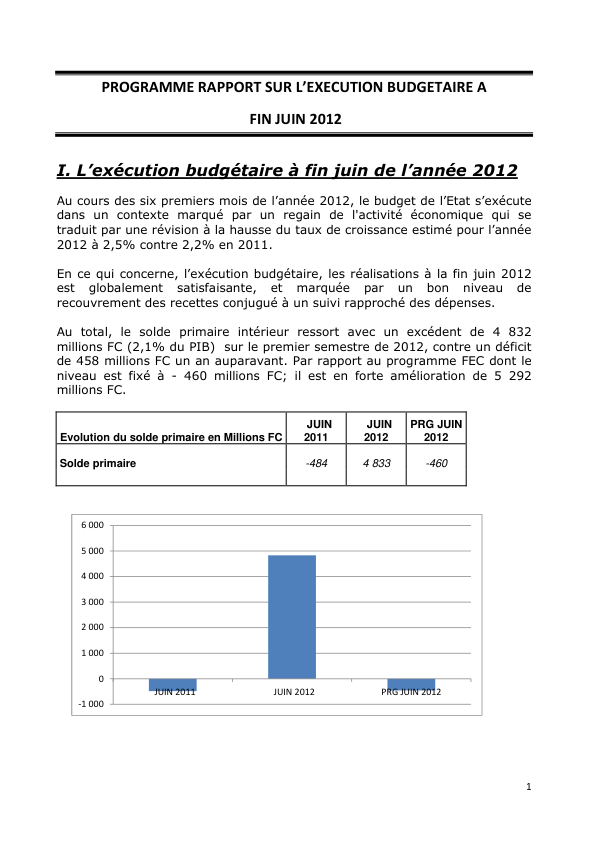 PROGRAMME RAPPORT SUR L’EXECUTION BUDGETAIRE A
FIN JUIN 2012
I. L’exécution budgétaire à fin juin de l’année 2012
Au cours des six premiers mois de l’année 2012, le budget de l’Etat s’exécute
dans un contexte marqué par un regain de l'activité économique qui se
traduit par une révision à la hausse du taux de croissance estimé pour l’année
2012 à 2,5% contre 2,2% en 2011.
En ce qui concerne, l’exécution budgétaire, les réalisations à la fin juin 2012
est globalement satisfaisante, et marquée par un bon niveau de
recouvrement des recettes conjugué à un suivi rapproché des dépenses.
Au total, le solde primaire intérieur ressort avec un excédent de 4 832
millions FC (2,1% du PIB) sur le premier semestre de 2012, contre un déficit
de 458 millions FC un an auparavant. Par rapport au programme FEC dont le
niveau est fixé à - 460 millions FC; il est en forte amélioration de 5 292
millions FC.
Evolution du solde primaire en Millions FC JUIN 2011 JUIN 2012 PRG JUIN 2012
Solde primaire -484 4 833 -460
6 000
5 000
4 000
3 000
2 000
1 000
0
-1 000
JUIN 2011 JUIN 2012 PRG JUIN 2012
1